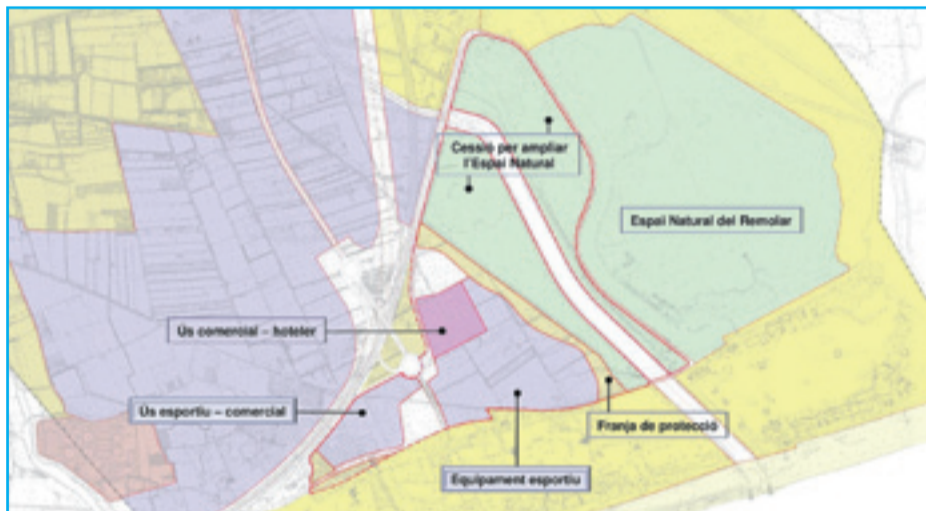 Cessió per ampliar
l'Espai Natural
Espai Natural del Remolar
Ús comercial – hoteler
Ús esportiu – comercial
Franja de protecció
Equipament esportiu